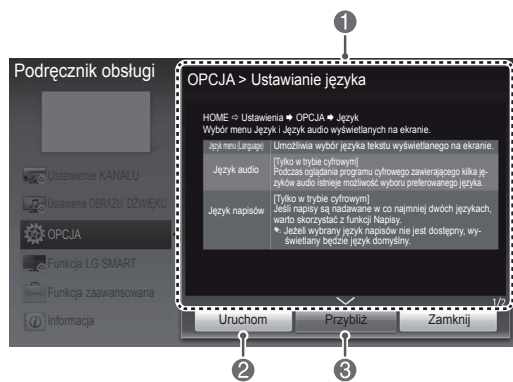 1
Podręcznik obsługi
Ustawienie KANAŁU
Ustawienie OBRAZU, DŹWIĘKU
OPCJA
Funkcja LG SMART
Funkcja zaawansowana
Informacja
OPCJA > Ustawianie języka
HOME ⇨ Ustawienia ➡ OPCJA ➡ Język
Wybór menu Język i Język audio wyświetlanych na ekranie.
Język menu (Language) Umożliwia wybór języka tekstu wyświetlanego na ekranie.
Język audio
[Tylko w trybie cyfrowym]
Podczas oglądania programu cyfrowego zawierającego kilka ję-
zyków audio istnieje możliwość wyboru preferowanego języka.
Język napisów
[Tylko w trybie cyfrowym]
Jeśli napisy są nadawane w co najmniej dwóch językach,
warto skorzystać z funkcji Napisy.
Jeżeli wybrany język napisów nie jest dostępny, wy-
świetlany będzie język domyślny.
1/2
Uruchom Przybliż Zamknij
2 3